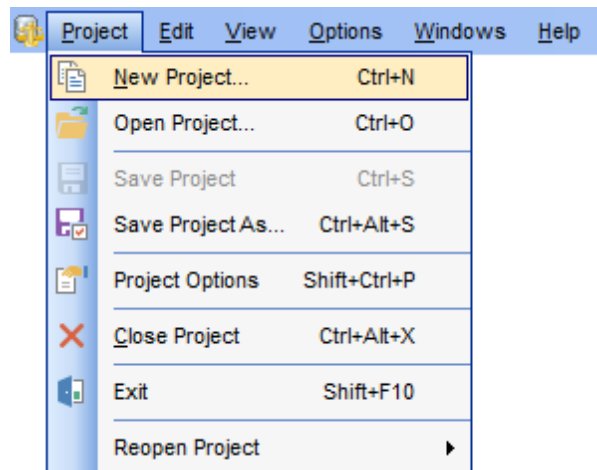 Project Edit View Options Windows Help
New Project... Ctrl+N
Open Project... Ctrl+O
Save Project Ctrl+S
Save Project As... Ctrl+Alt+S
Project Options Shift+Ctrl+P
Close Project Ctrl+Alt+X
Exit Shift+F10
Reopen Project